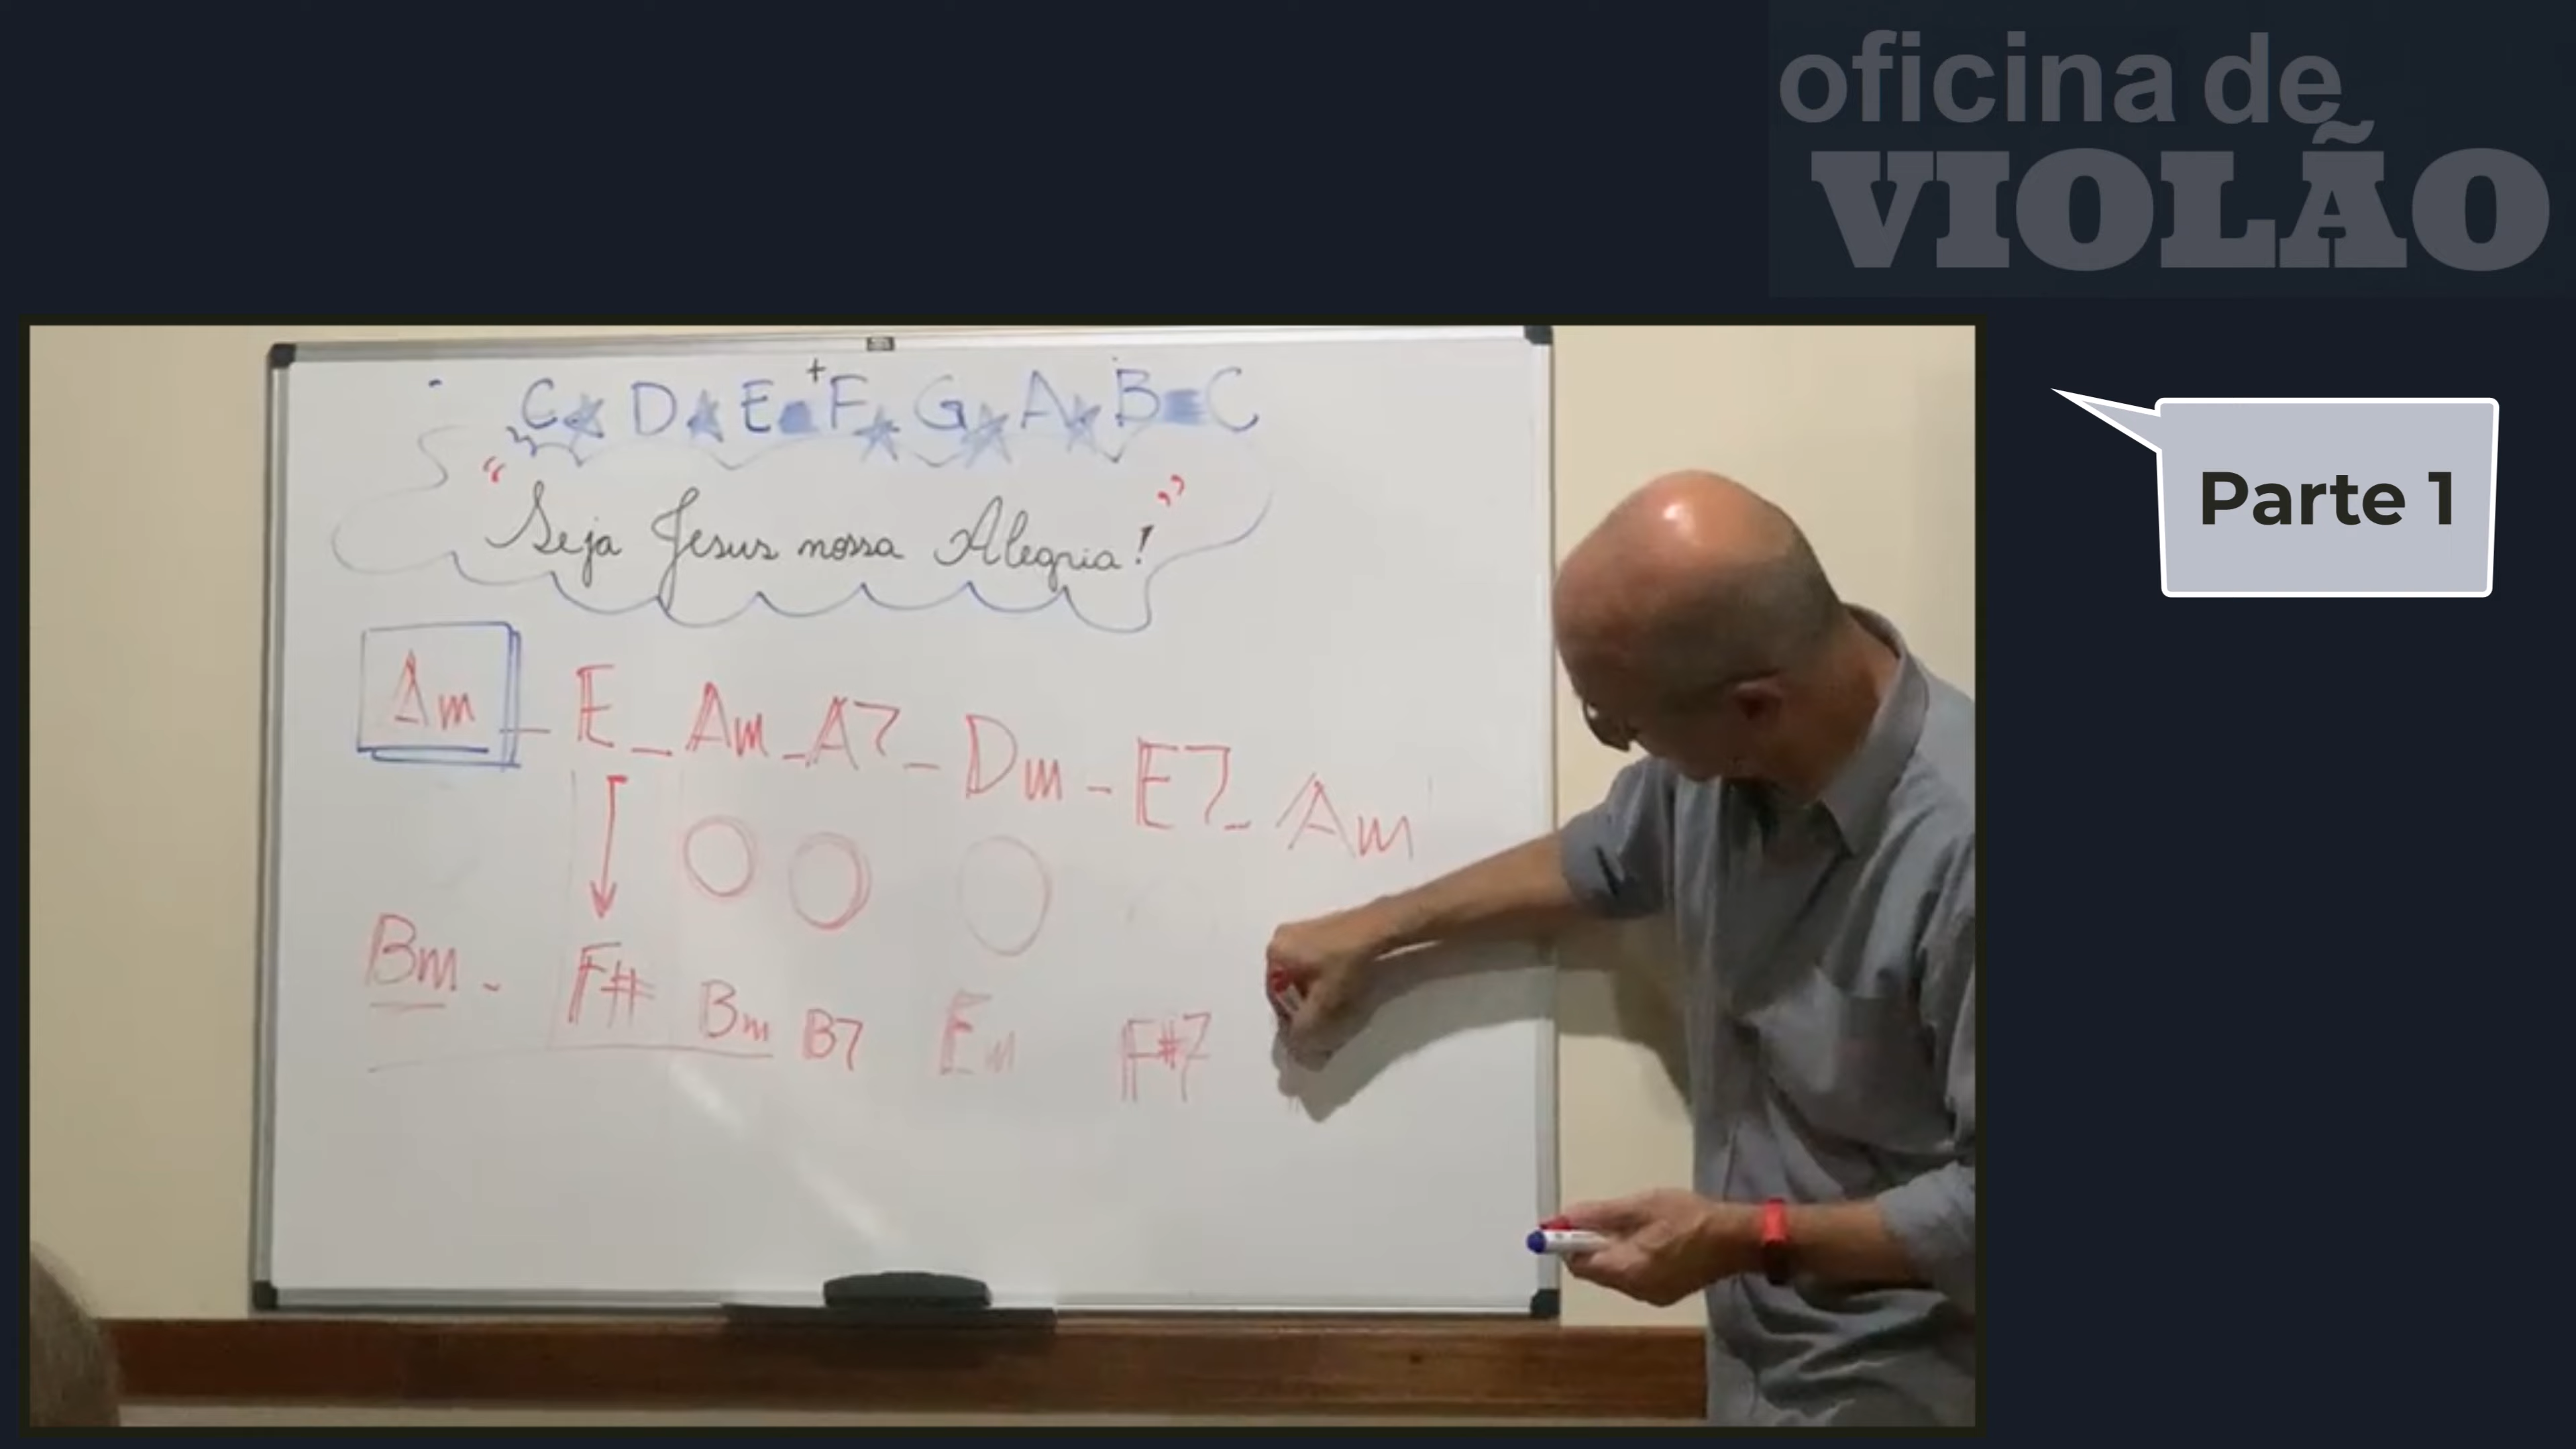 oficina de
VIOLÃO
Parte 1
C D E + F G A B C
“Seja Jesus nossa Alegria!”
Am - E - Am - A7 - Dm - E7 - Am
Bm - F# Bm B7 Em F#7